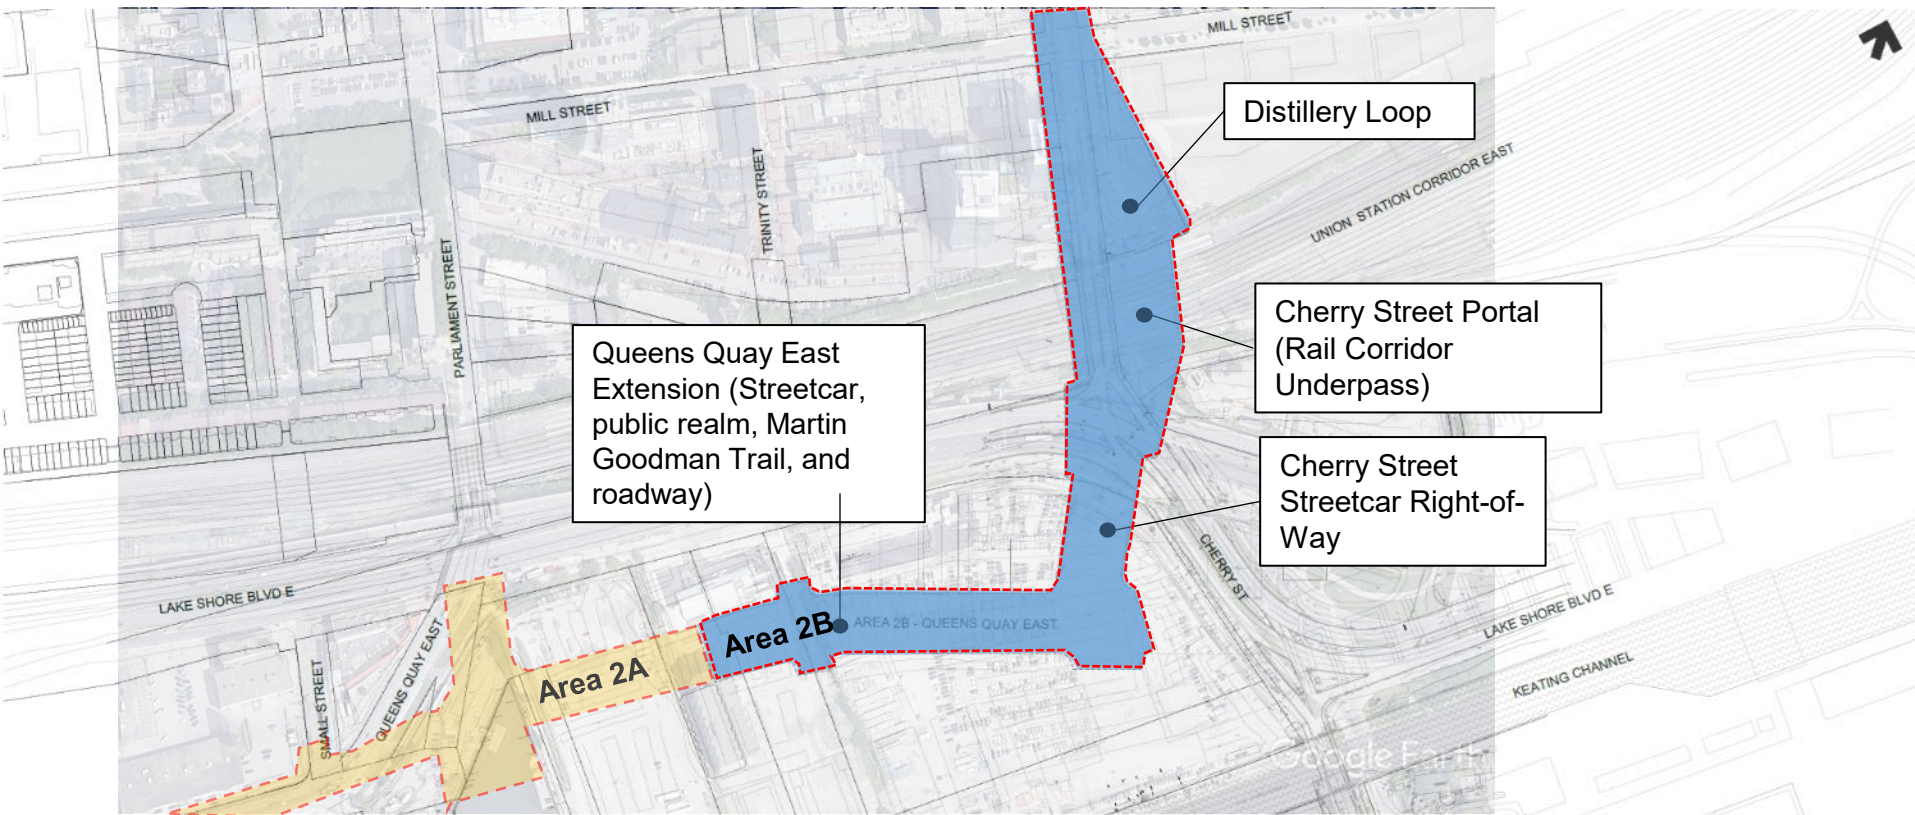 MILL STREET
MILL STREET
Distillery Loop
TRINITY STREET
UNION STATION CORRIDOR EAST
PARLIAMENT STREET
Cherry Street Portal
(Rail Corridor
Underpass)
Queens Quay East
Extension (Streetcar,
public realm, Martin
Goodman Trail, and
roadway)
Cherry Street
Streetcar Right-of-
Way
CHERRY ST
LAKE SHORE BLVD E
LAKE SHORE BLVD E
Area 2B
AREA 2B - QUEENS QUAY EAST
Area 2A
QUEENS QUAY EAST
SMALL STREET
KEATING CHANNEL
Google Earth